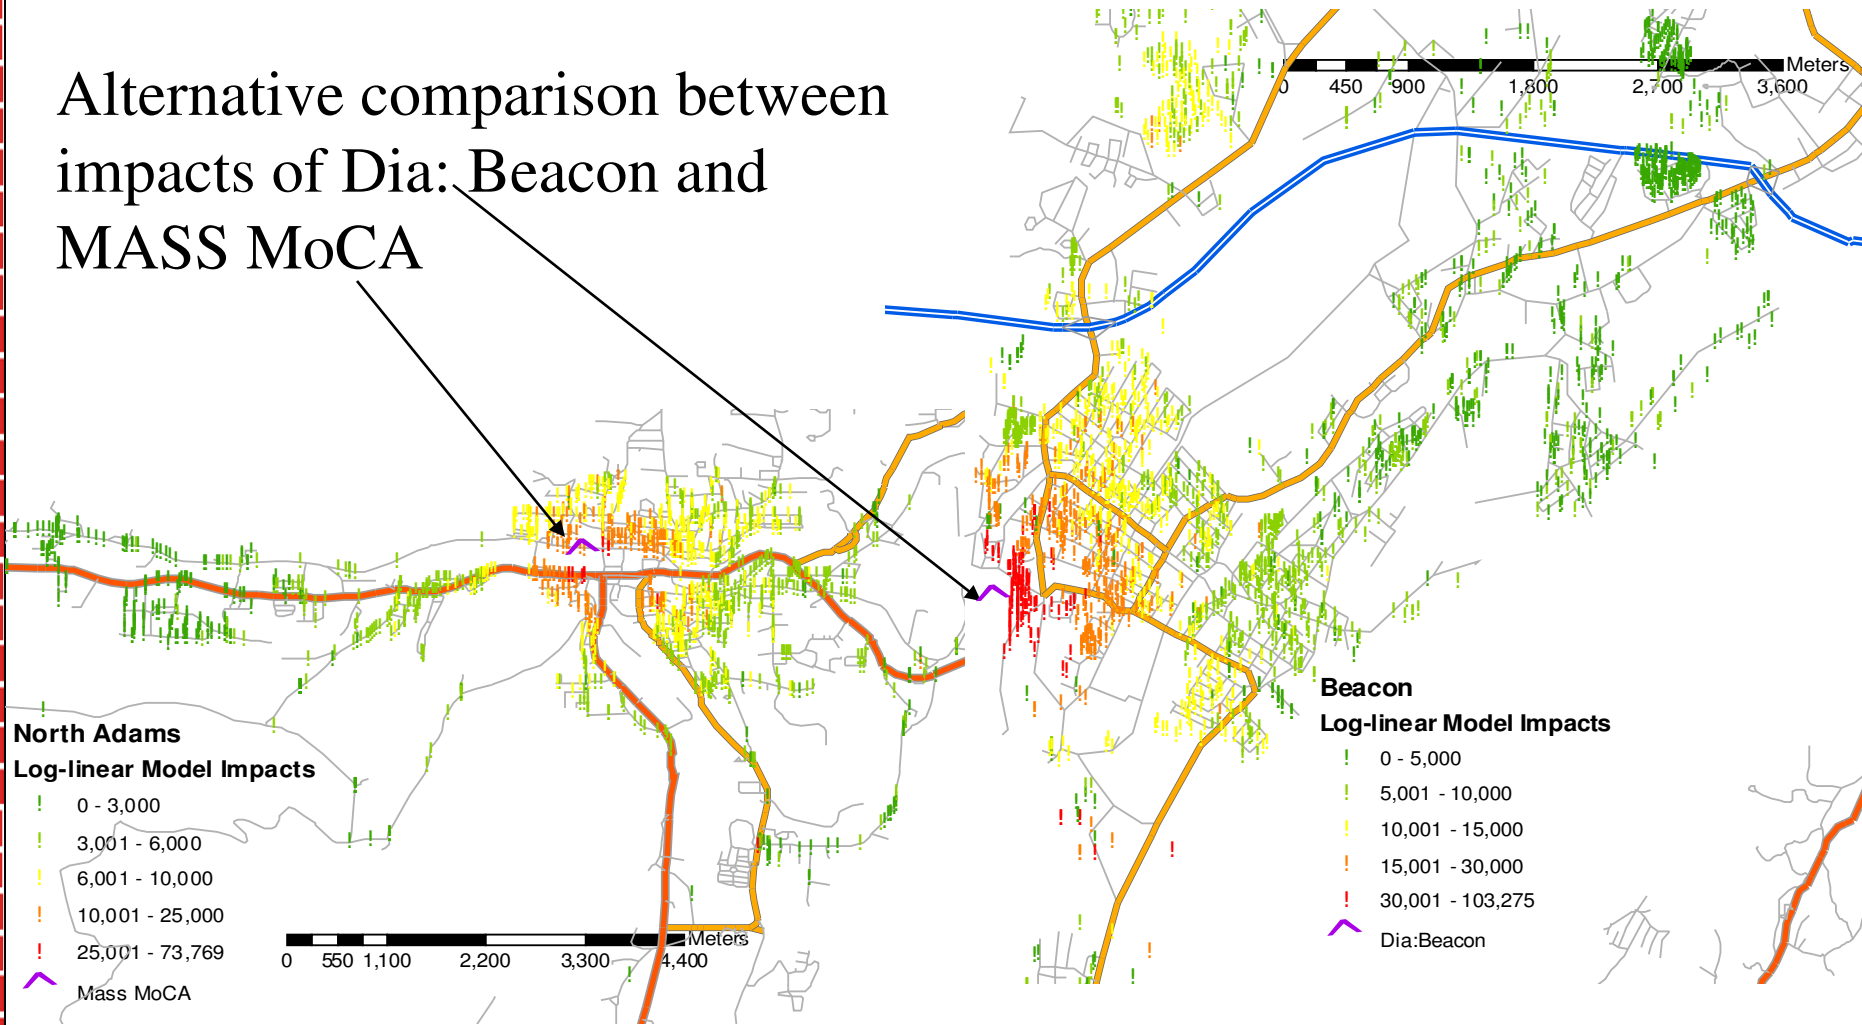 Alternative comparison between
impacts of Dia: Beacon and
MASS MoCA
Meters
0 450 900 1,800 2,700 3,600
North Adams
Log-linear Model Impacts
0 - 3,000
3,001 - 6,000
6,001 - 10,000
10,001 - 25,000
25,001 - 73,769
Mass MoCA
Meters
0 550 1,100 2,200 3,300 4,400
Beacon
Log-linear Model Impacts
0 - 5,000
5,001 - 10,000
10,001 - 15,000
15,001 - 30,000
30,001 - 103,275
Dia:Beacon